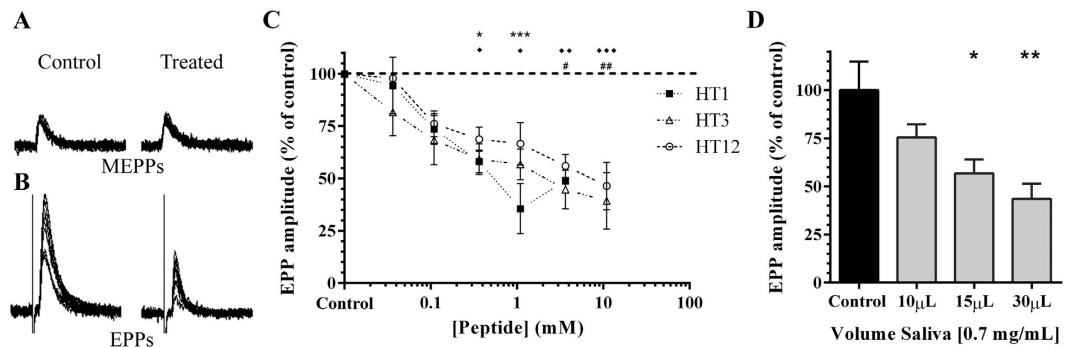 A
Control Treated
MEPPs
B
EPPs
C
EPP amplitude (% of control)
* ***
♦ ♦ ♦♦ ♦♦♦
# ##
HT1
HT3
HT12
100
75
50
25
0
Control 0.1 1 10 100
[Peptide] (mM)
D
EPP amplitude (% of control)
* **
125
100
75
50
25
0
Control 10µL 15µL 30µL
Volume Saliva [0.7 mg/mL]